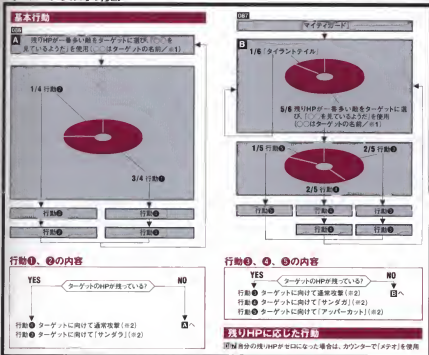 基本行動
A 残りHPが一番多い敵をターゲットに選び、『○○を
見ているようだ』を使用(○○はターゲットの名前/※1)
1/4 行動❷
3/4 行動❶
行動❷ 行動❶
行動❷ 行動❶
行動❶、❷の内容
YES ターゲットのHPが残っている? NO
行動❶ ターゲットに向けて通常攻撃(※2)
行動❷ ターゲットに向けて『サンダラ』(※2)
Aへ
『マイティガード』
B
1/6『タイラントテイル』
5/6 残りHPが一番多い敵をターゲットに選
び、『○○を見ているようだ』を使用
(○○はターゲットの名前/※1)
1/5 行動❺ 2/5 行動❸
2/5 行動❹
行動❺ 行動❹ 行動❸
行動❹ 行動❸
行動❸、❹、❺の内容
YES ターゲットのHPが残っている? NO
行動❸ ターゲットに向けて通常攻撃(※2)
行動❹ ターゲットに向けて『サンダガ』(※2)
行動❺ ターゲットに向けて『アッパーカット』(※2)
Bへ
残りHPに応じた行動
自分の残りHPがゼロになった場合は、カウンターで『メテオ』を使用